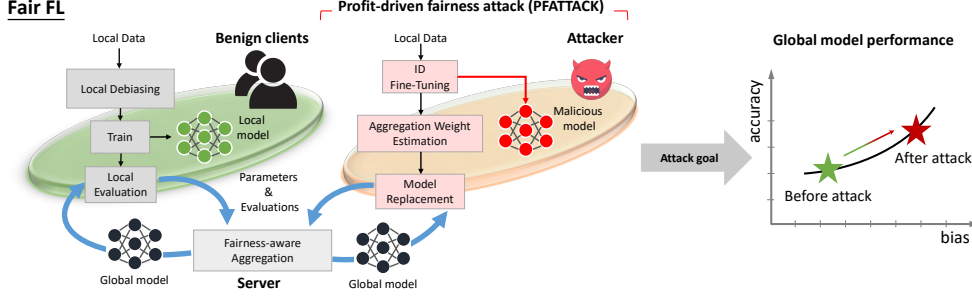 Fair FL
Profit-driven fairness attack (PFATTACK)
Local Data
Benign clients
Local Debiasing
Train
Local
model
Local
Evaluation
Parameters
&
Evaluations
Global model
Fairness-aware
Aggregation
Server
Global model
Local Data
Attacker
ID
Fine-Tuning
Malicious
model
Aggregation Weight
Estimation
Model
Replacement
Attack goal
Global model performance
accuracy
Before attack
After attack
bias